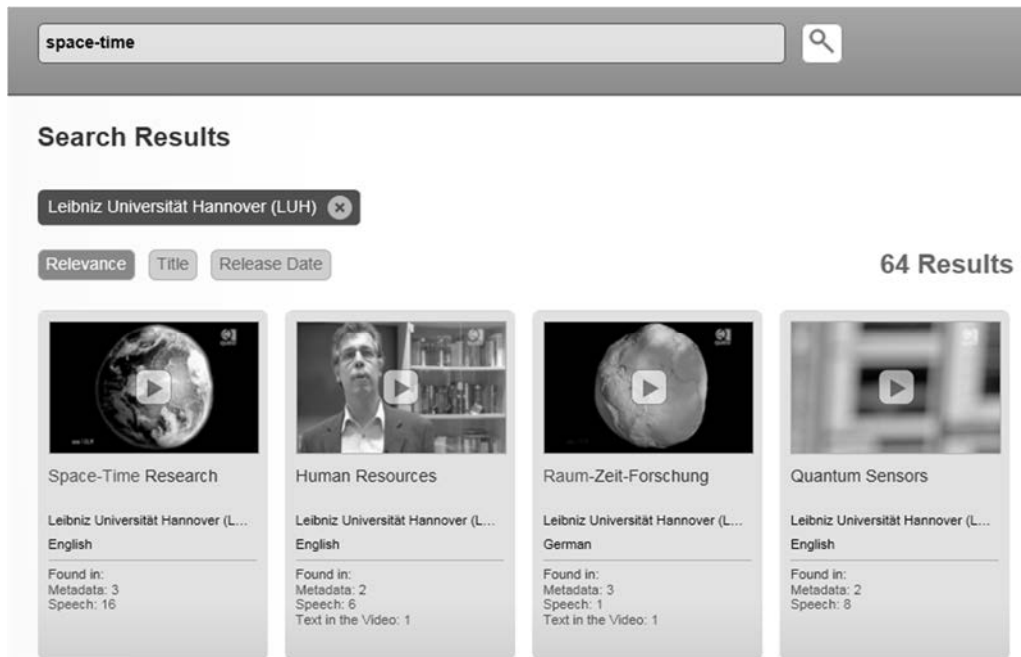 space-time
Search Results
Leibniz Universität Hannover (LUH)
Relevance Title Release Date
64 Results
Space-Time Research
Leibniz Universität Hannover (L...
English
Found in:
Metadata: 3
Speech: 16
Human Resources
Leibniz Universität Hannover (L...
English
Found in:
Metadata: 2
Speech: 6
Text in the Video: 1
Raum-Zeit-Forschung
Leibniz Universität Hannover (L...
German
Found in:
Metadata: 3
Speech: 1
Text in the Video: 1
Quantum Sensors
Leibniz Universität Hannover (L...
English
Found in:
Metadata: 2
Speech: 8